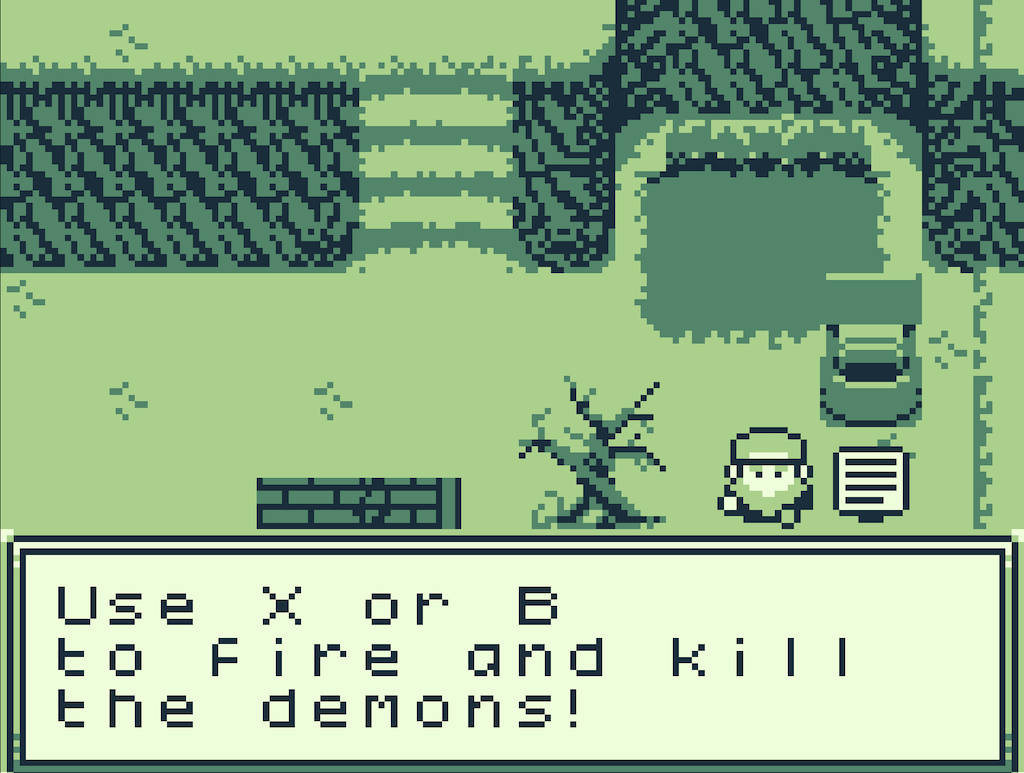 Use X or B
to fire and kill
the demons!